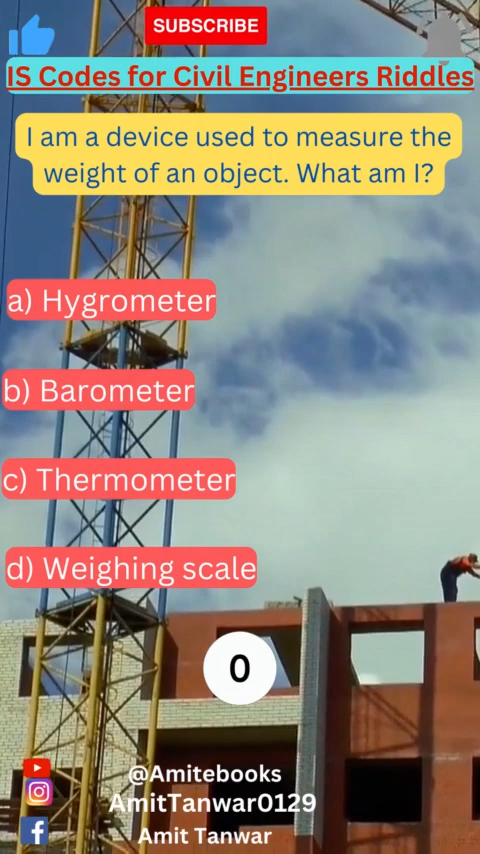 SUBSCRIBE
IS Codes for Civil Engineers Riddles
I am a device used to measure the
weight of an object. What am I?
a) Hygrometer
b) Barometer
c) Thermometer
d) Weighing scale
0
@Amitebooks
AmitTanwar0129
Amit Tanwar